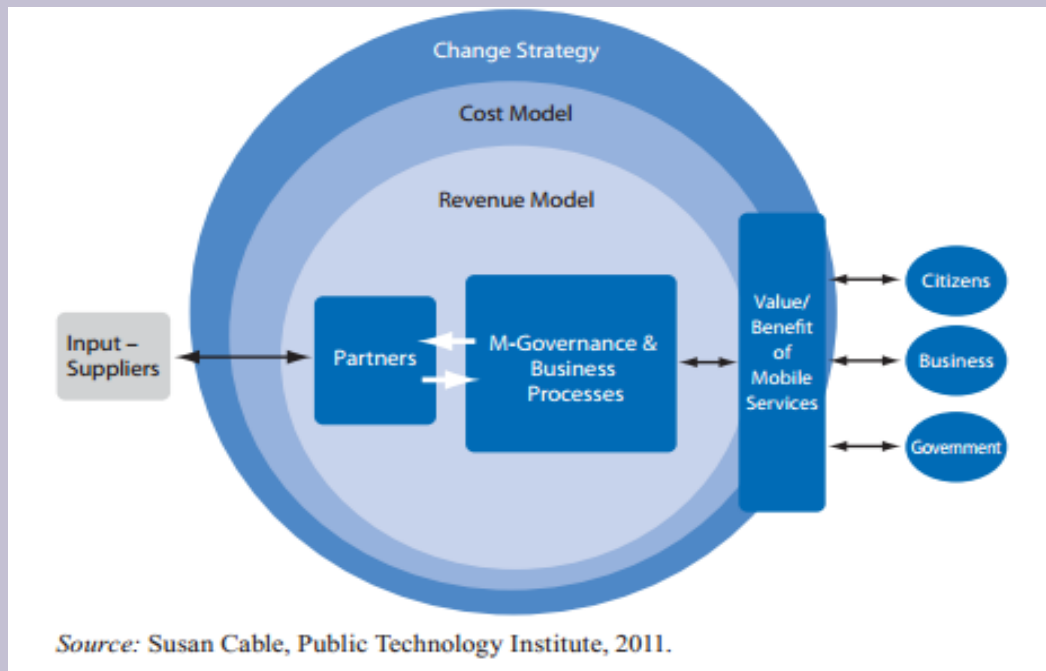 Change Strategy
Cost Model
Revenue Model
Input –
Suppliers
Partners
M-Governance &
Business
Processes
Value/
Benefit
of
Mobile
Services
Citizens
Business
Government
Source: Susan Cable, Public Technology Institute, 2011.